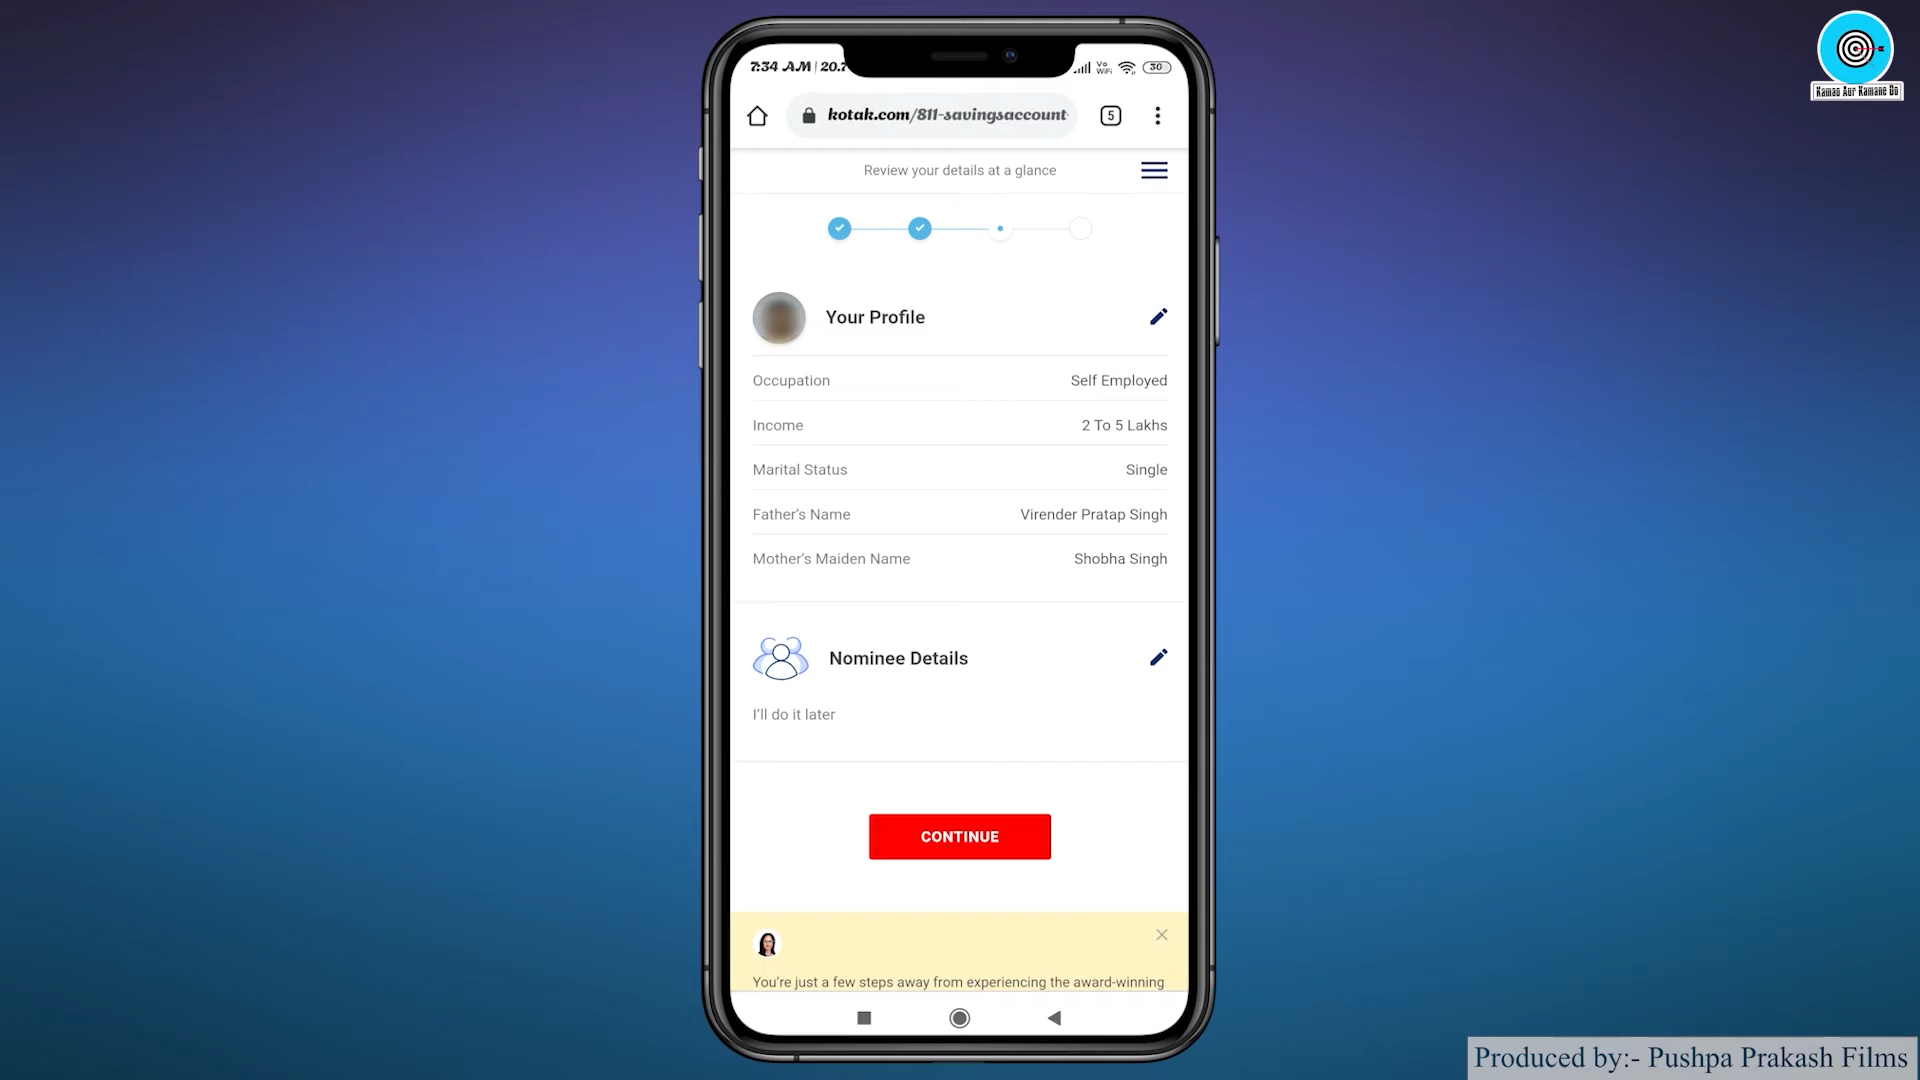 Kamao Aur Kamane Do
7:34 AM | 20.7
Vo
WiFi
30
kotak.com/811-savingsaccount
5
Review your details at a glance
Your Profile
Occupation Self Employed
Income 2 To 5 Lakhs
Marital Status Single
Father’s Name Virender Pratap Singh
Mother’s Maiden Name Shobha Singh
Nominee Details
I’ll do it later
CONTINUE
You’re just a few steps away from experiencing the award-winning
Produced by:- Pushpa Prakash Films